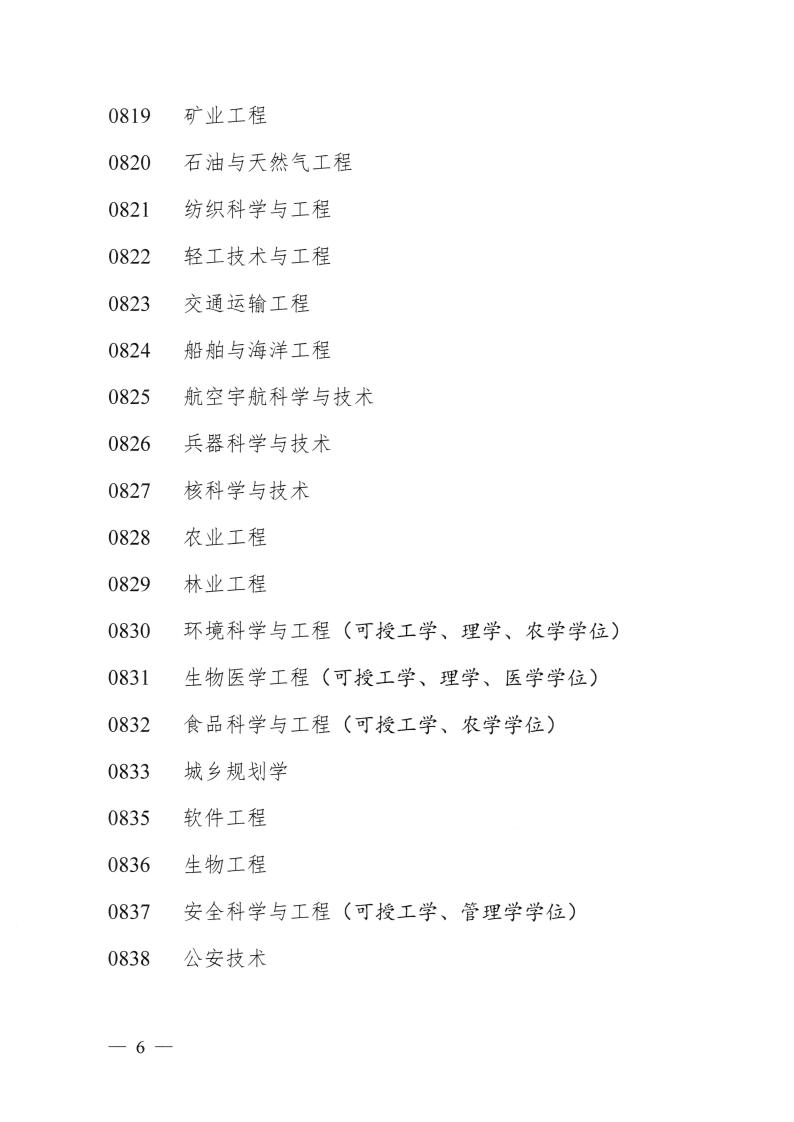 0819 矿业工程
0820 石油与天然气工程
0821 纺织科学与工程
0822 轻工技术与工程
0823 交通运输工程
0824 船舶与海洋工程
0825 航空宇航科学与技术
0826 兵器科学与技术
0827 核科学与技术
0828 农业工程
0829 林业工程
0830 环境科学与工程（可授工学、理学、农学学位）
0831 生物医学工程（可授工学、理学、医学学位）
0832 食品科学与工程（可授工学、农学学位）
0833 城乡规划学
0835 软件工程
0836 生物工程
0837 安全科学与工程（可授工学、管理学学位）
0838 公安技术
— 6 —